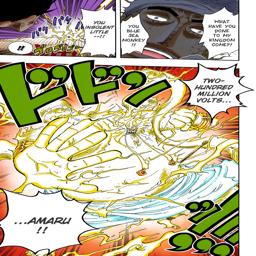 WHAT HAVE
YOU DONE
TO MY
KINGDOM
COMEY!
YOU
BLUE
SEA
MONKEY
!!
YOU
INSOLENT
LITTLE
--!!
!!
ドドン
TWO-
HUNDRED
MILLION
VOLTS...
...AMARU
!!